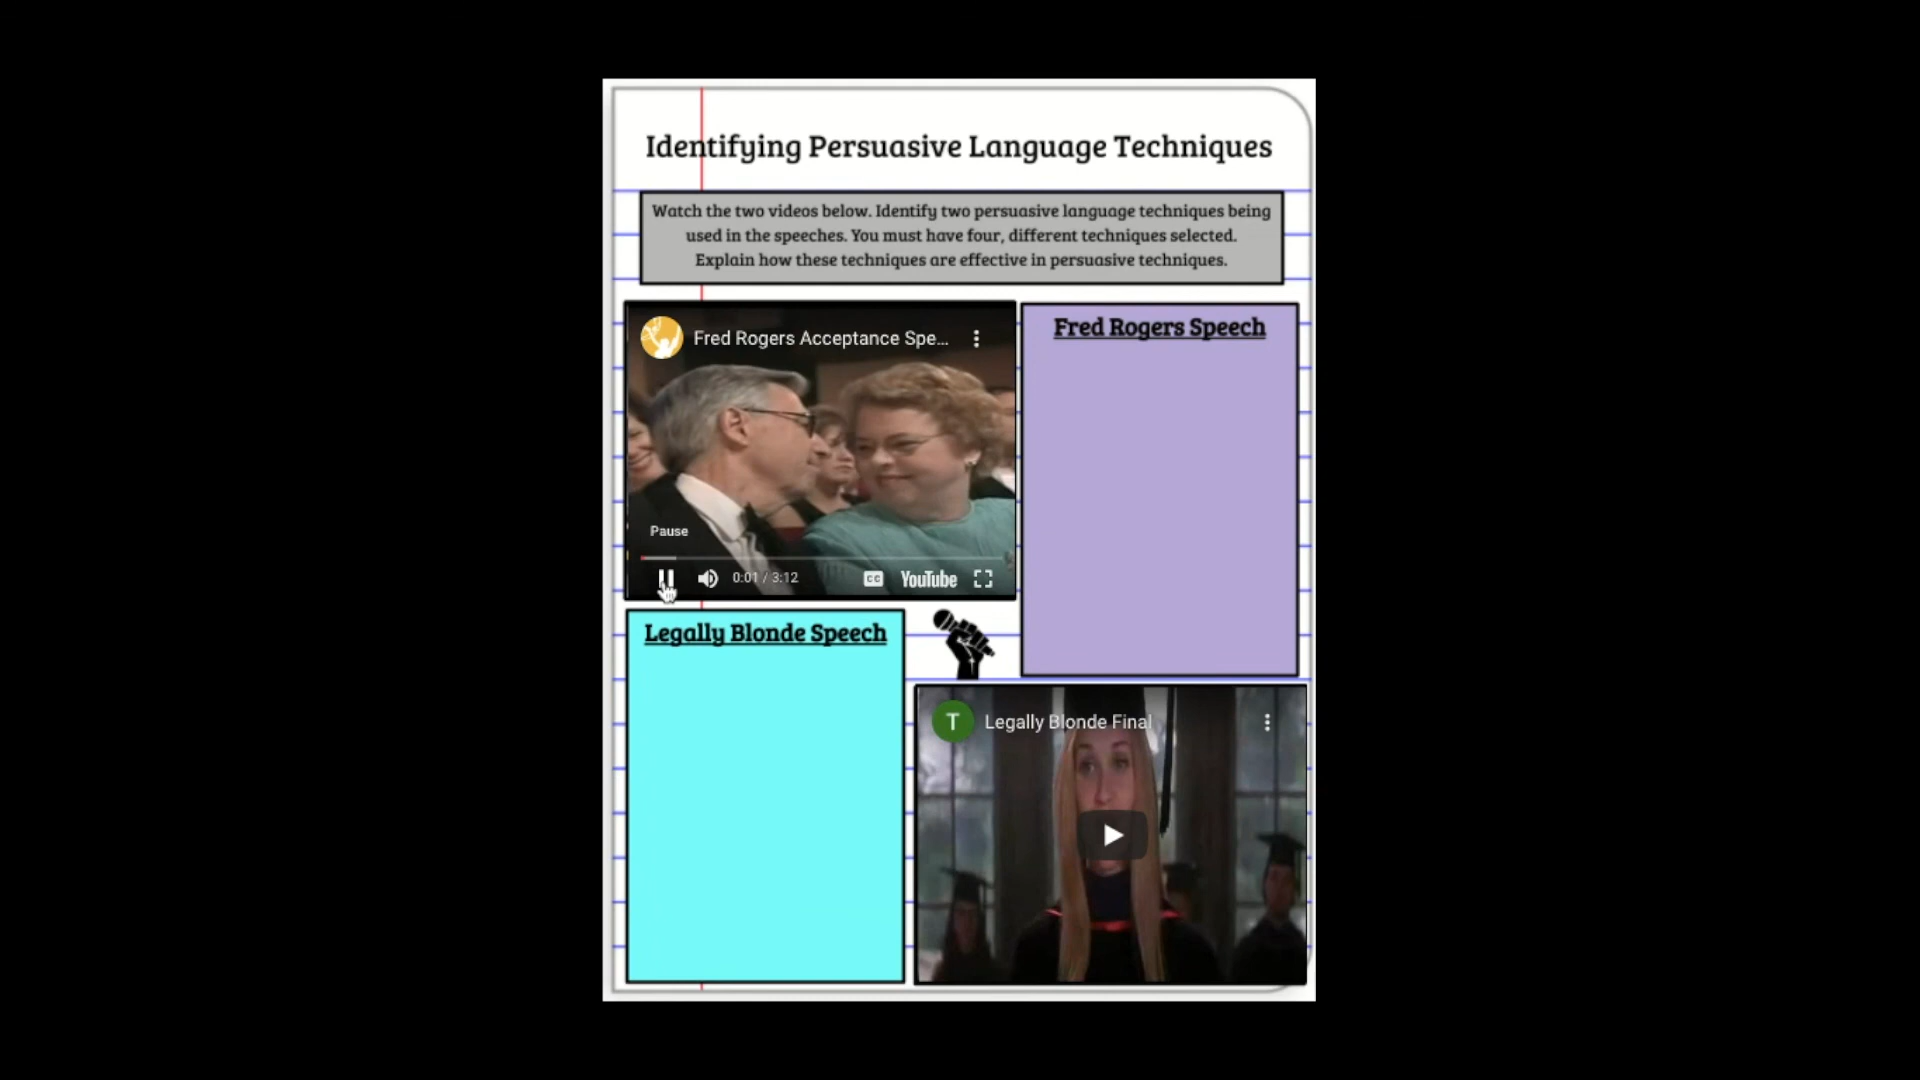 Identifying Persuasive Language Techniques
Watch the two videos below. Identify two persuasive language techniques being
used in the speeches. You must have four, different techniques selected.
Explain how these techniques are effective in persuasive techniques.
Fred Rogers Acceptance Spe...
Pause
0:01 / 3:12
CC
YouTube
Fred Rogers Speech
Legally Blonde Speech
T
Legally Blonde Final